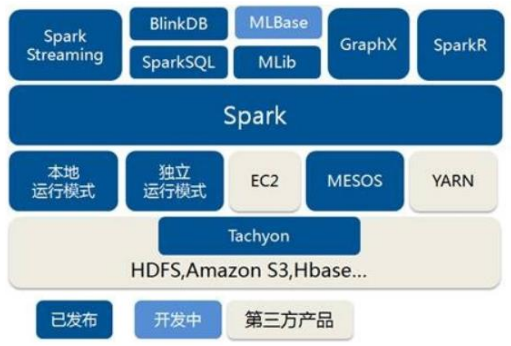 Spark
Streaming
BlinkDB
MLBase
SparkSQL
MLib
GraphX
SparkR
Spark
本地
运行模式
独立
运行模式
EC2
MESOS
YARN
Tachyon
HDFS,Amazon S3,Hbase...
已发布
开发中
第三方产品